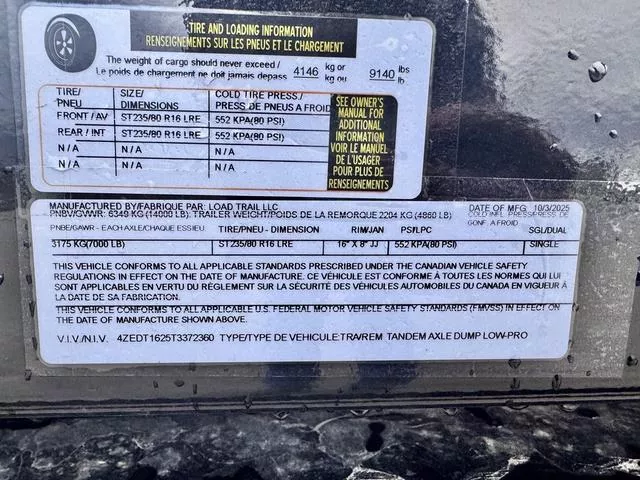 TIRE AND LOADING INFORMATION
RENSEIGNEMENTS SUR LES PNEUS ET LE CHARGEMENT
The weight of cargo should never exceed / 4146 kg or 9140 lbs
Le poids de chargement ne doit jamais depass kg ou lb
TIRE/ SIZE/ COLD TIRE PRESS./
PNEU DIMENSIONS PRESS DE PNEUS A FROID
FRONT / AV ST235/80 R16 LRE 552 KPA(80 PSI)
REAR / INT ST235/80 R16 LRE 552 KPA(80 PSI)
N/A N/A N/A
N/A N/A N/A
SEE OWNER'S
MANUAL FOR
ADDITIONAL
INFORMATION
VOIR LE MANUEL
DE L'USAGER
POUR PLUS DE
RENSEIGNEMENTS
MANUFACTURED BY/FABRIQUE PAR: LOAD TRAIL LLC DATE OF MFG 10/3/2025
PNBV/GVWR: 6349 KG (14000 LB): TRAILER WEIGHT/POIDS DE LA REMORQUE 2204 KG (4860 LB) COLD INFL PRESS/PRESS DE
GONF A FROID
PNBE/GAWR - EACH AXLE/CHAQUE ESSIEU TIRE/PNEU - DIMENSION RIM/JAN PSI/LPC SGL/DUAL
3175 KG(7000 LB) ST235/80 R16 LRE 16" X 8" JJ 552 KPA(80 PSI) SINGLE
THIS VEHICLE CONFORMS TO ALL APPLICABLE STANDARDS PRESCRIBED UNDER THE CANADIAN VEHICLE SAFETY
REGULATIONS IN EFFECT ON THE DATE OF MANUFACTURE. CE VÉHICULE EST CONFORME À TOUTES LES NORMES QUI LUI
SONT APPLICABLES EN VERTU DU RÈGLEMENT SUR LA SÉCURITÉ DES VÉHICULES AUTOMOBILES DU CANADA EN VIGUEUR À
LA DATE DE SA FABRICATION.
THIS VEHICLE CONFORMS TO ALL APPLICABLE U.S. FEDERAL MOTOR VEHICLE SAFETY STANDARDS (FMVSS) IN EFFECT ON
THE DATE OF MANUFACTURE SHOWN ABOVE.
V.I.V./N.I.V. 4ZEDT1625T3372360 TYPE/TYPE DE VEHICULE TRA/REM TANDEM AXLE DUMP LOW-PRO